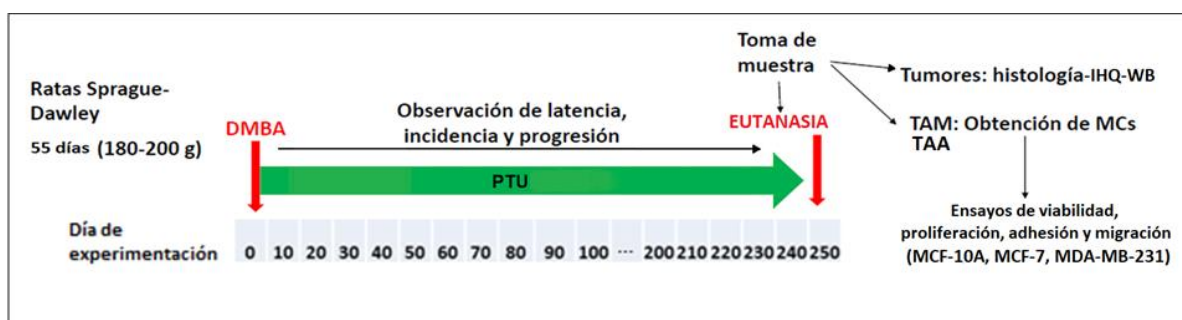 Ratas Sprague-
Dawley
55 días (180-200 g)
DMBA
Observación de latencia,
incidencia y progresión
Toma de
muestra
EUTANASIA
Tumores: histología-IHQ-WB
TAM: Obtención de MCs
TAA
PTU
Ensayos de viabilidad,
proliferación, adhesión y migración
(MCF-10A, MCF-7, MDA-MB-231)
Día de
experimentación
0 10 20 30 40 50 60 70 80 90 100 ... 200 210 220 230 240 250